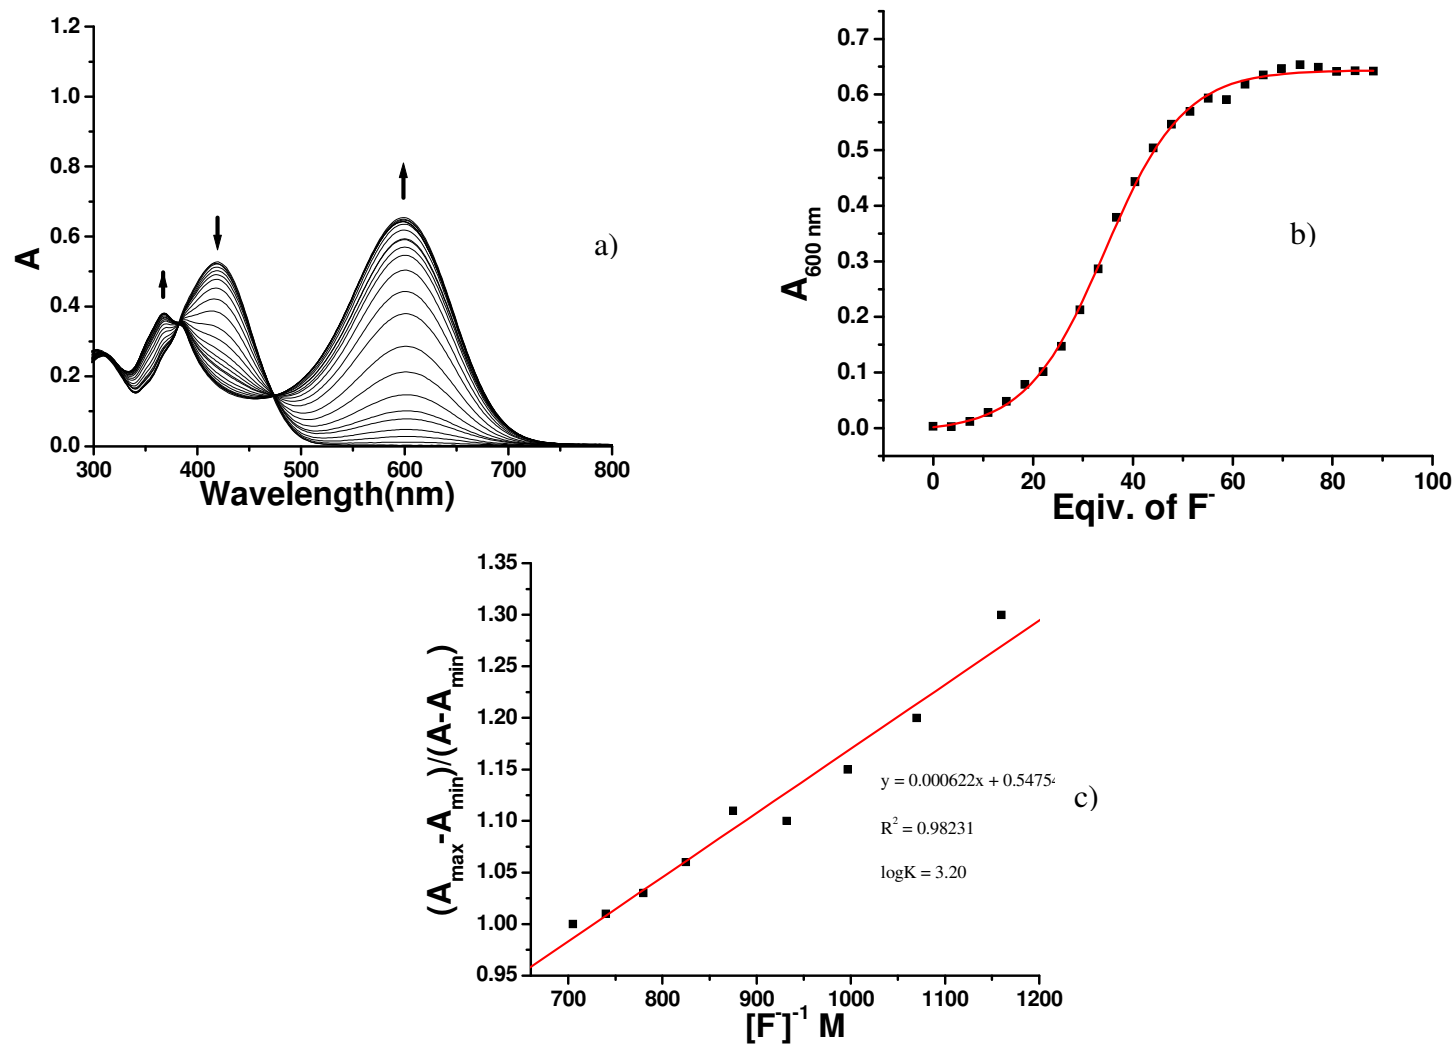 1.2
1.0
0.8
0.6
0.4
0.2
0.0
A
300 400 500 600 700 800
Wavelength(nm)
a)
0.7
0.6
0.5
0.4
0.3
0.2
0.1
0.0
A600 nm
0 20 40 60 80 100
Eqiv. of F-
b)
1.35
1.30
1.25
1.20
1.15
1.10
1.05
1.00
0.95
(Amax-Amin)/(A-Amin)
y = 0.000622x + 0.54754
R2 = 0.98231
logK = 3.20
c)
700 800 900 1000 1100 1200
[F-]-1 M